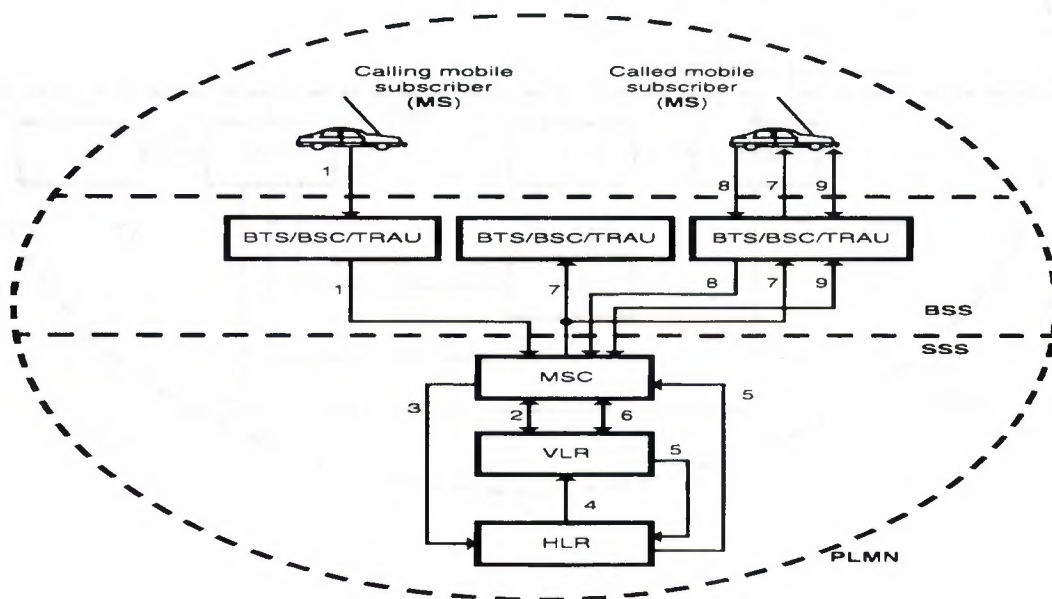 Calling mobile
subscriber
(MS)
Called mobile
subscriber
(MS)
1
8
7
9
BTS/BSC/TRAU
BTS/BSC/TRAU
BTS/BSC/TRAU
1
7
8
7
9
BSS
SSS
MSC
3
2
6
5
VLR
5
4
HLR
PLMN